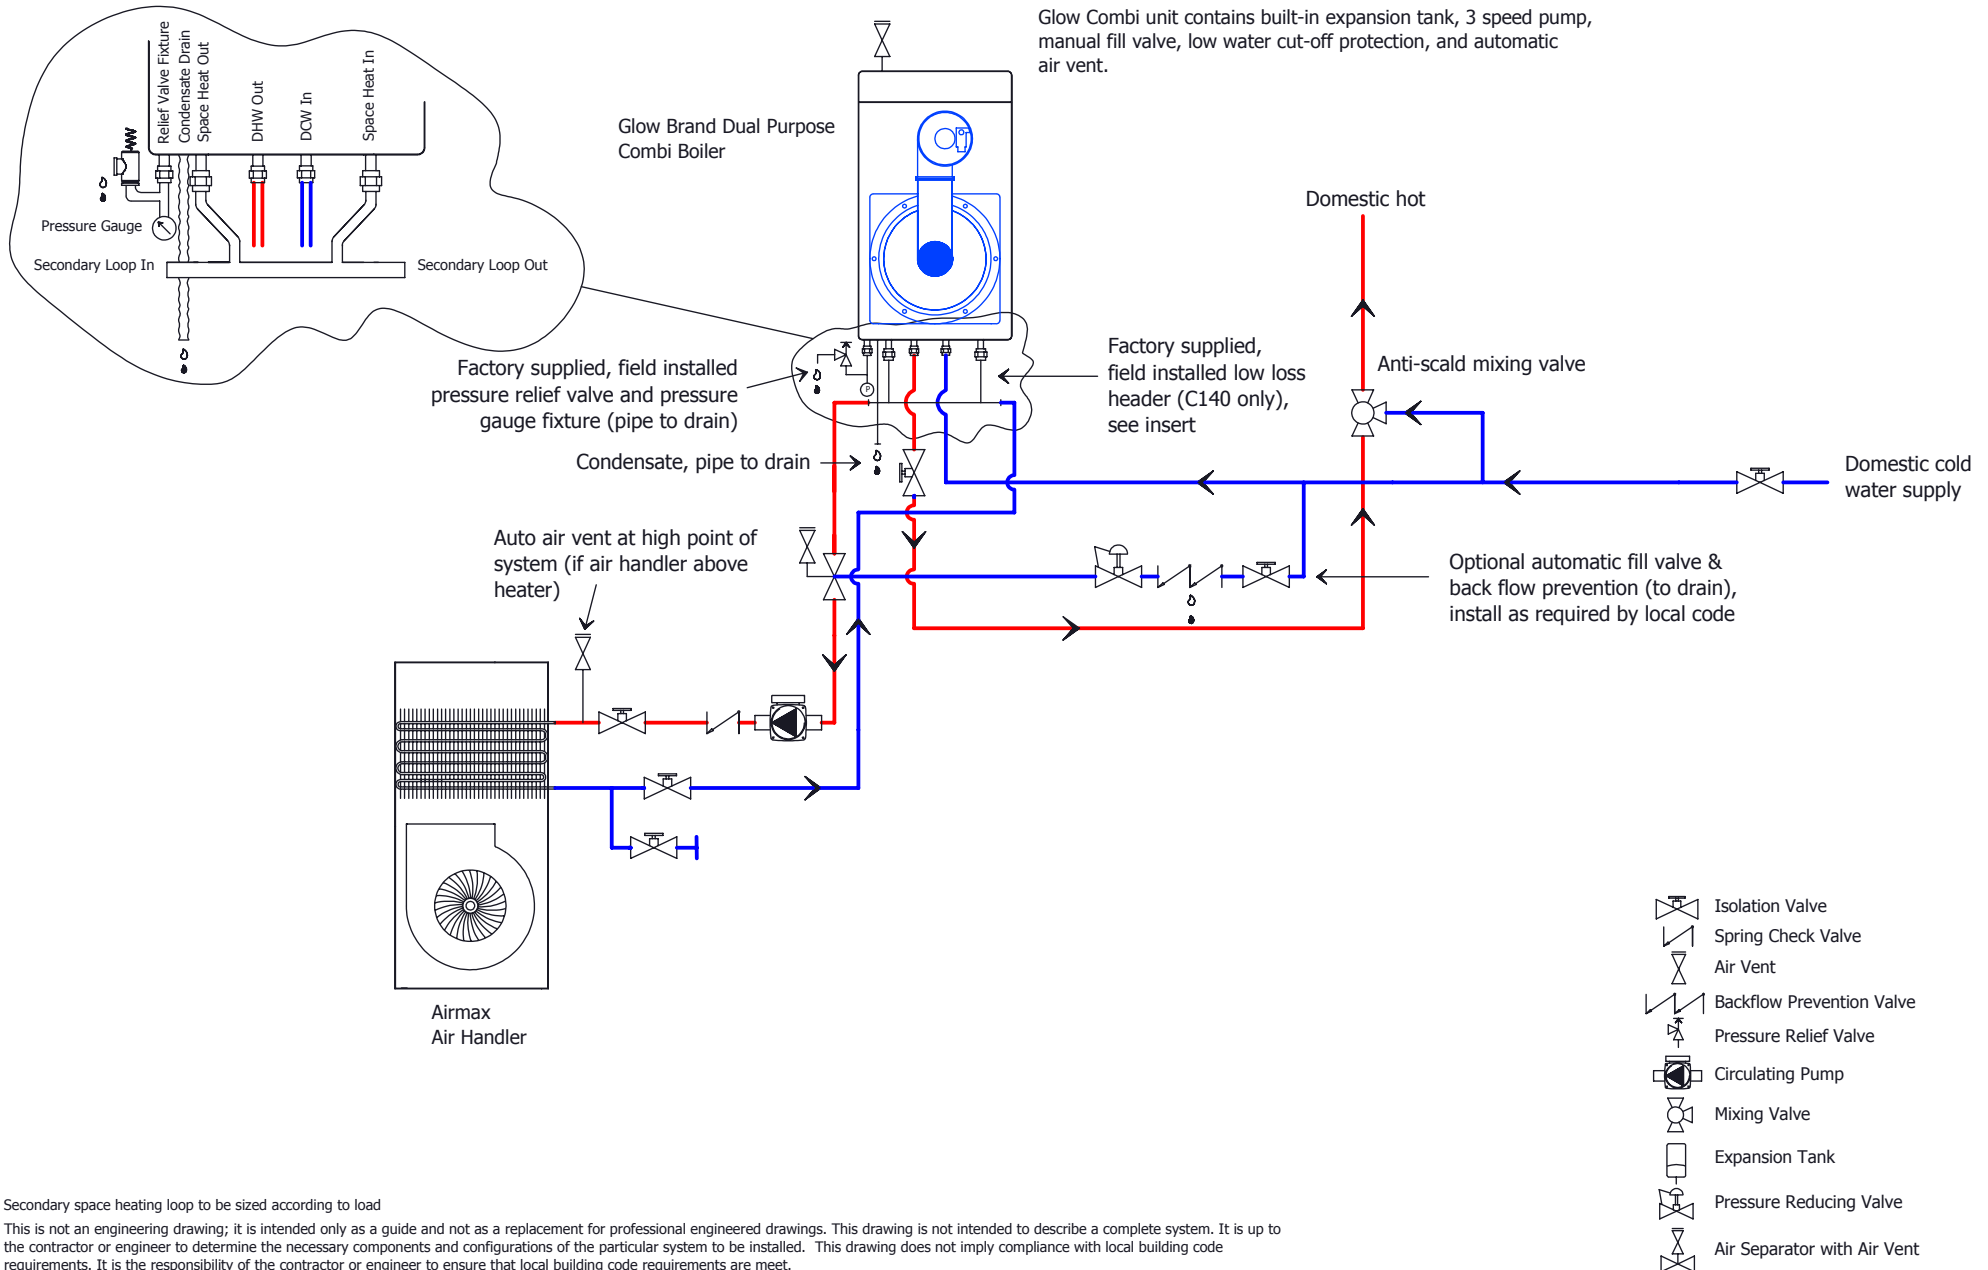 Glow Combi unit contains built-in expansion tank, 3 speed pump,
manual fill valve, low water cut-off protection, and automatic
air vent.
Relief Valve Fixture
Condensate Drain
Space Heat Out
DHW Out
DCW In
Space Heat In
Pressure Gauge
Secondary Loop In
Secondary Loop Out
Glow Brand Dual Purpose
Combi Boiler
Domestic hot
Factory supplied, field installed
pressure relief valve and pressure
gauge fixture (pipe to drain)
P
Factory supplied,
field installed low loss
header (C140 only),
see insert
Anti-scald mixing valve
Condensate, pipe to drain
Domestic cold
water supply
Auto air vent at high point of
system (if air handler above
heater)
Optional automatic fill valve &
back flow prevention (to drain),
install as required by local code
Airmax
Air Handler
Isolation Valve
Spring Check Valve
Air Vent
Backflow Prevention Valve
Pressure Relief Valve
Circulating Pump
Mixing Valve
Expansion Tank
Pressure Reducing Valve
Air Separator with Air Vent
Secondary space heating loop to be sized according to load
This is not an engineering drawing; it is intended only as a guide and not as a replacement for professional engineered drawings. This drawing is not intended to describe a complete system. It is up to
the contractor or engineer to determine the necessary components and configurations of the particular system to be installed. This drawing does not imply compliance with local building code
requirements. It is the responsibility of the contractor or engineer to ensure that local building code requirements are meet.